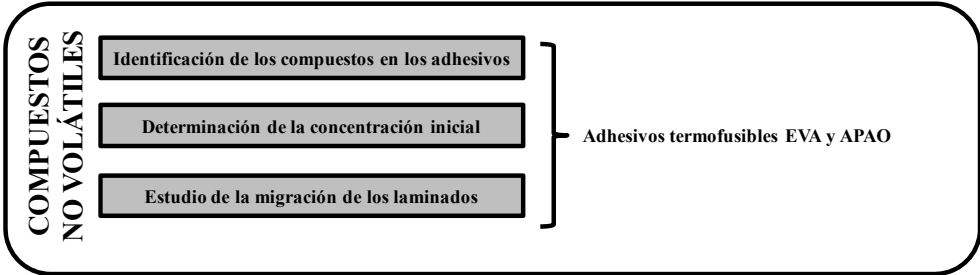 COMPUESTOS
NO VOLÁTILES
Identificación de los compuestos en los adhesivos
Determinación de la concentración inicial
Estudio de la migración de los laminados
Adhesivos termofusibles EVA y APAO